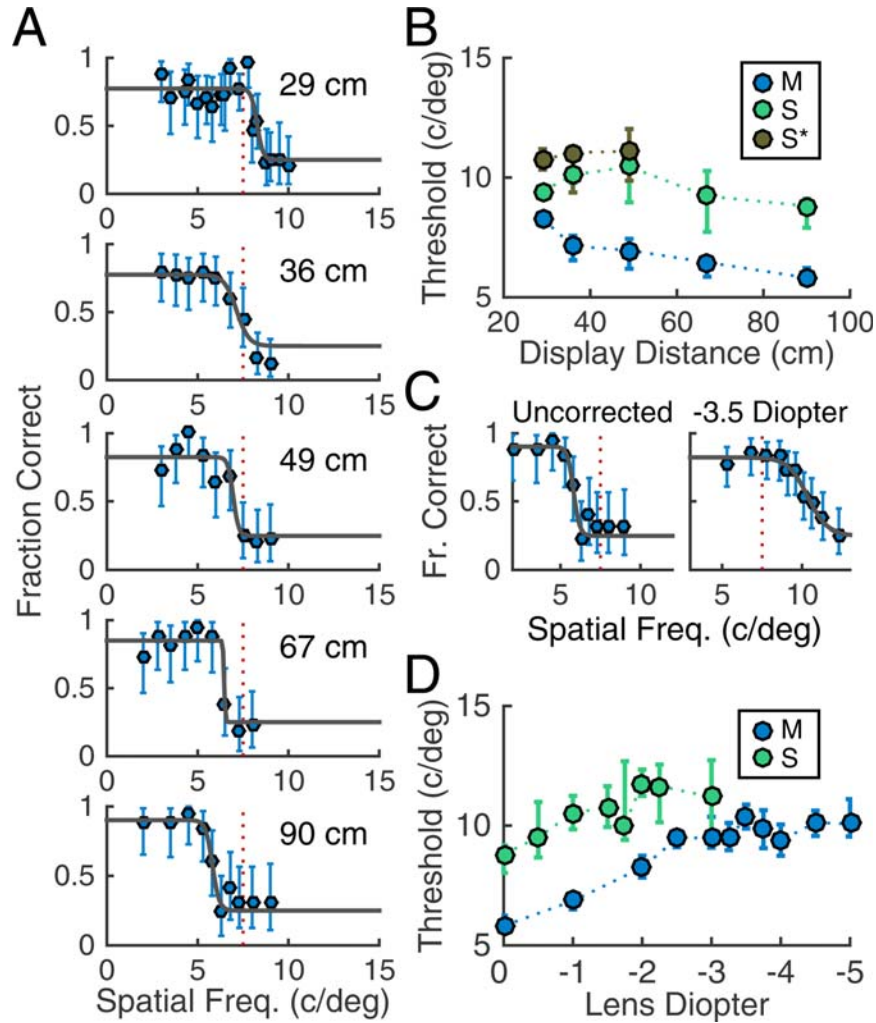 A
1
0.5
0
29 cm
0 5 10 15
1
0.5
0
36 cm
0 5 10 15
1
0.5
0
49 cm
0 5 10 15
1
0.5
0
67 cm
0 5 10 15
1
0.5
0
90 cm
0 5 10 15
Fraction Correct
Spatial Freq. (c/deg)
B
15
10
5
Threshold (c/deg)
M
S
S*
20 40 60 80 100
Display Distance (cm)
C
Uncorrected
-3.5 Diopter
1
0.5
0
Fr. Correct
5 10
5 10
Spatial Freq. (c/deg)
D
15
10
5
Threshold (c/deg)
M
S
0 -1 -2 -3 -4 -5
Lens Diopter